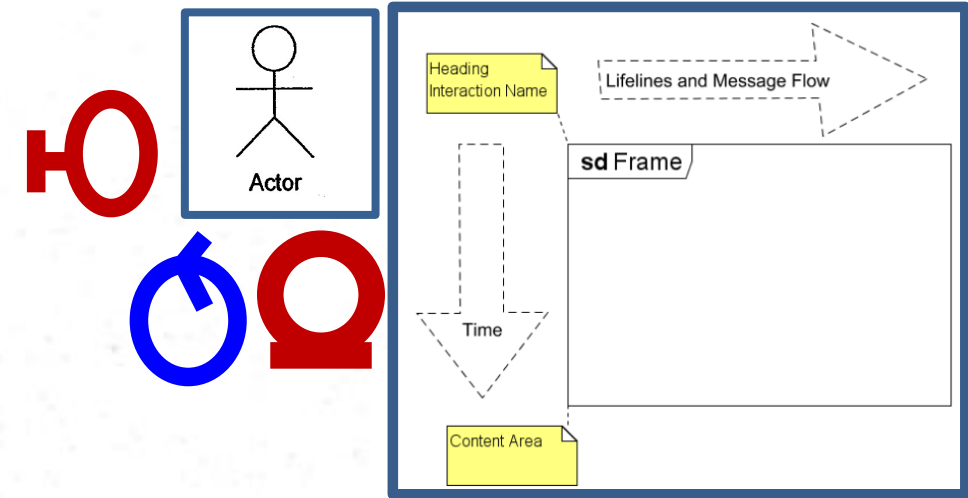 Actor
Heading
Interaction Name
Lifelines and Message Flow
sd Frame
Time
Content Area